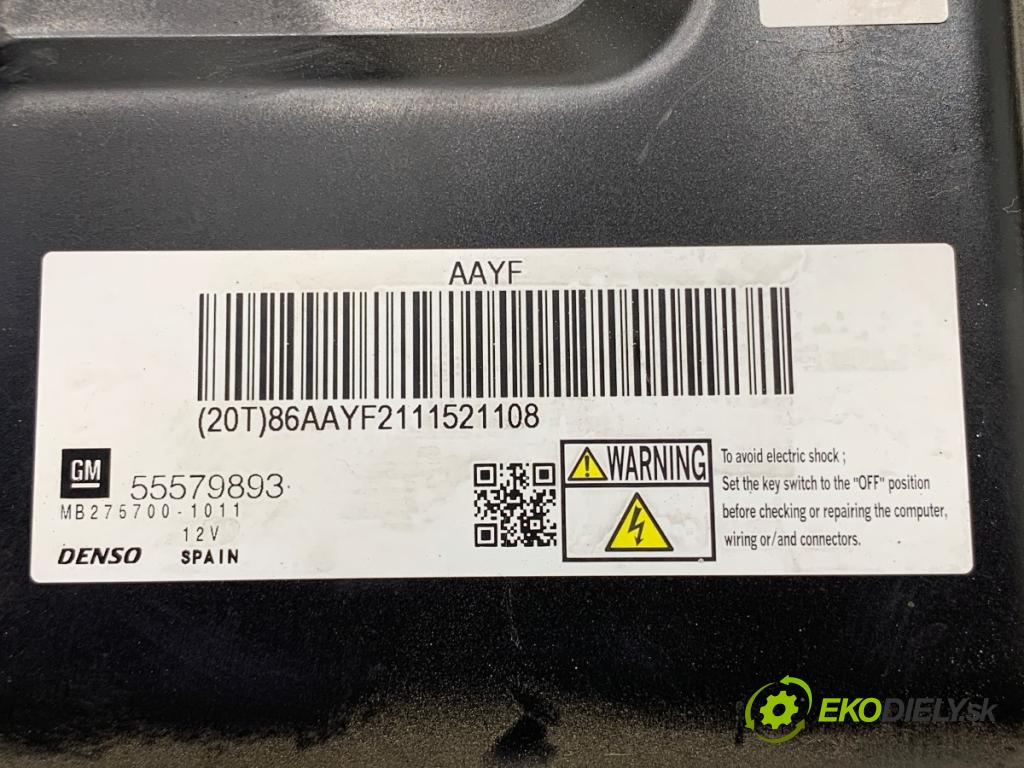 AAYF
(20T)86AAYF2111521108
GM
55579893
MB275700-1011
12V
DENSO SPAIN
WARNING
To avoid electric shock ;
Set the key switch to the "OFF" position
before checking or repairing the computer,
wiring or/and connectors.
EKODIELY.sk